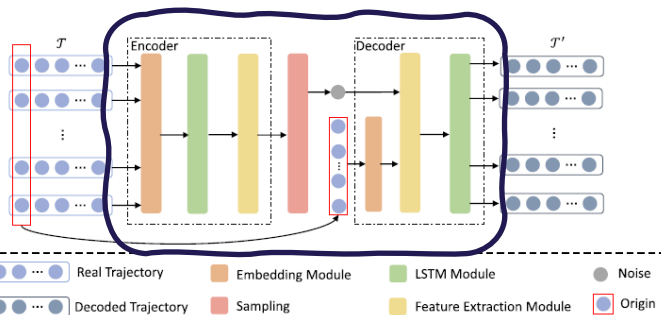 𝒯
𝒯′
Encoder
Decoder
Real Trajectory
Embedding Module
LSTM Module
Noise
Decoded Trajectory
Sampling
Feature Extraction Module
Origin